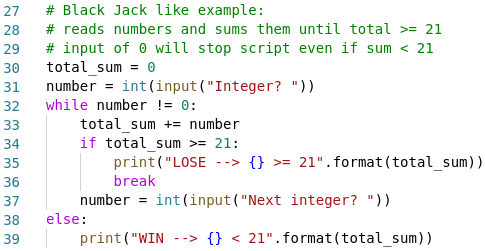 27 # Black Jack like example:
28 # reads numbers and sums them until total >= 21
29 # input of 0 will stop script even if sum < 21
30 total_sum = 0
31 number = int(input("Integer? "))
32 while number != 0:
33     total_sum += number
34     if total_sum >= 21:
35         print("LOSE --> {} >= 21".format(total_sum))
36         break
37     number = int(input("Next integer? "))
38 else:
39     print("WIN --> {} < 21".format(total_sum))